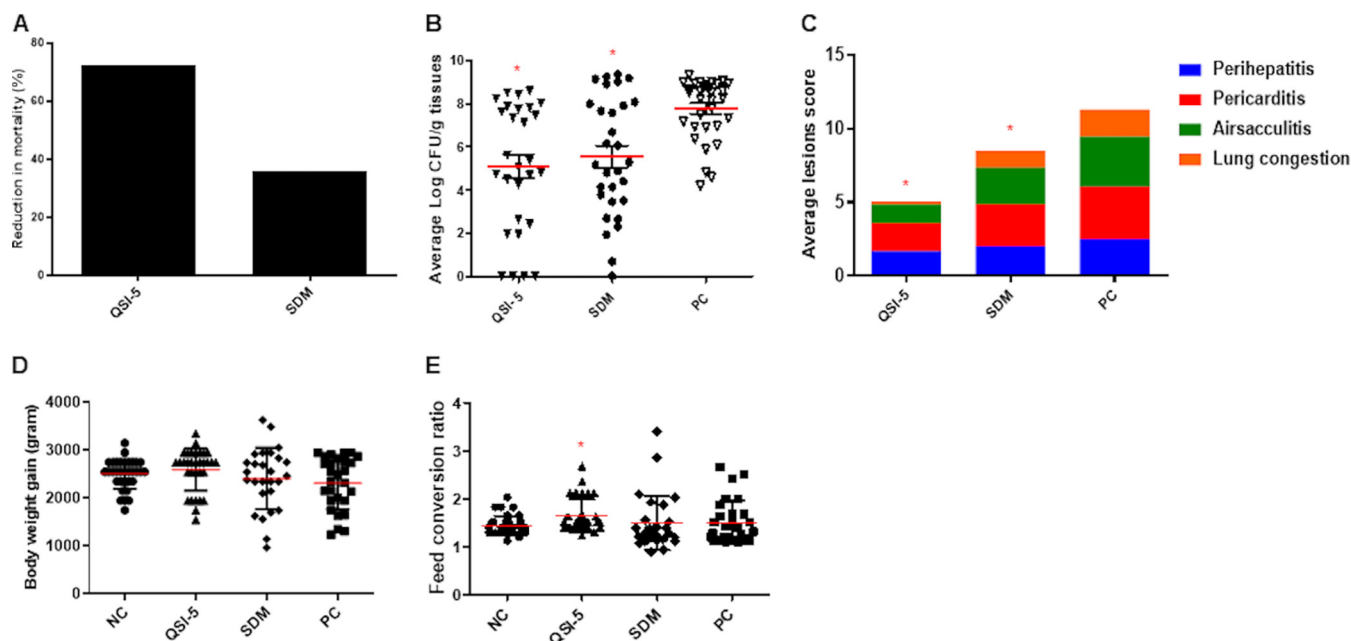 A
Reduction in mortality (%)
80
60
40
20
0
QSI-5
SDM
B
Average Log CFU/g tissues
10
8
6
4
2
0
*
*
QSI-5
SDM
PC
C
Average lesions score
15
10
5
0
*
*
QSI-5
SDM
PC
Perihepatitis
Pericarditis
Airsacculitis
Lung congestion
D
Body weight gain (gram)
4000
3000
2000
1000
0
NC
QSI-5
SDM
PC
E
Feed conversion ratio
4
3
2
1
0
*
NC
QSI-5
SDM
PC